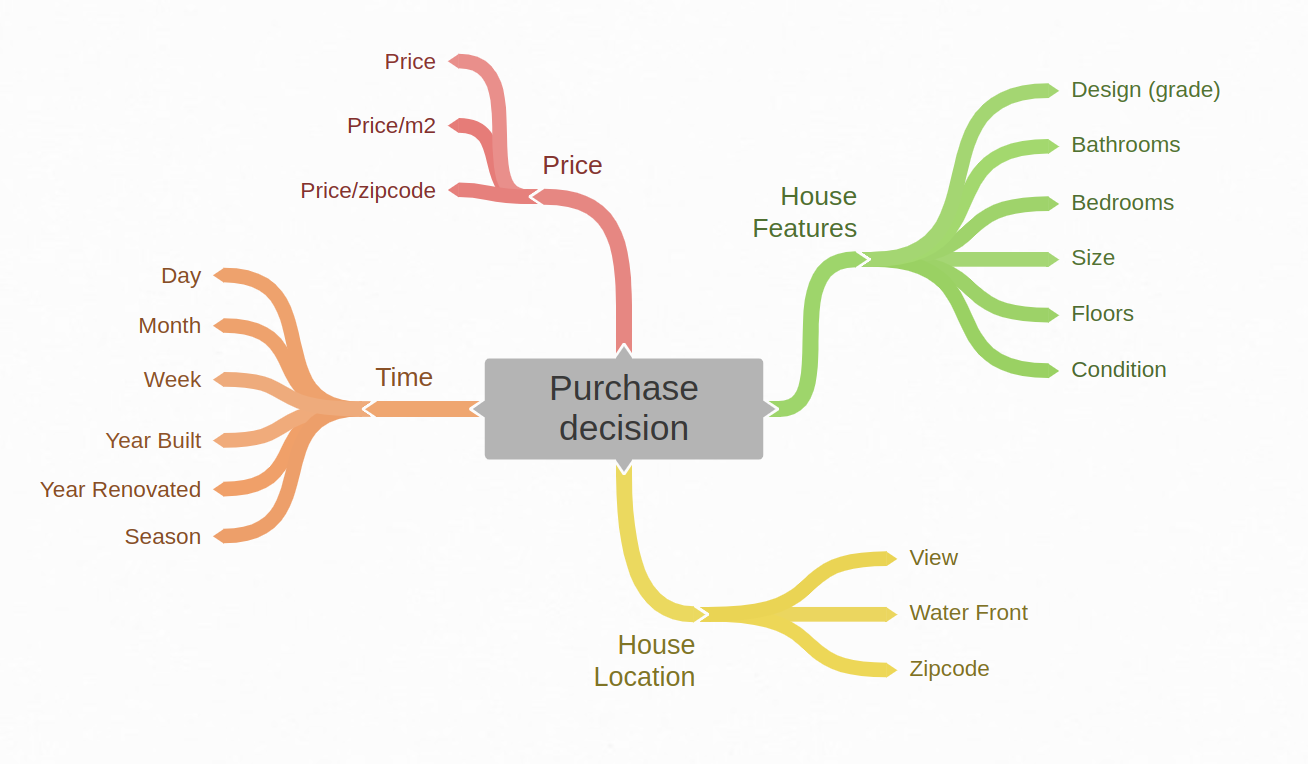 Purchase
decision
Price
Price
Price/m2
Price/zipcode
House
Features
Design (grade)
Bathrooms
Bedrooms
Size
Floors
Condition
Time
Day
Month
Week
Year Built
Year Renovated
Season
House
Location
View
Water Front
Zipcode